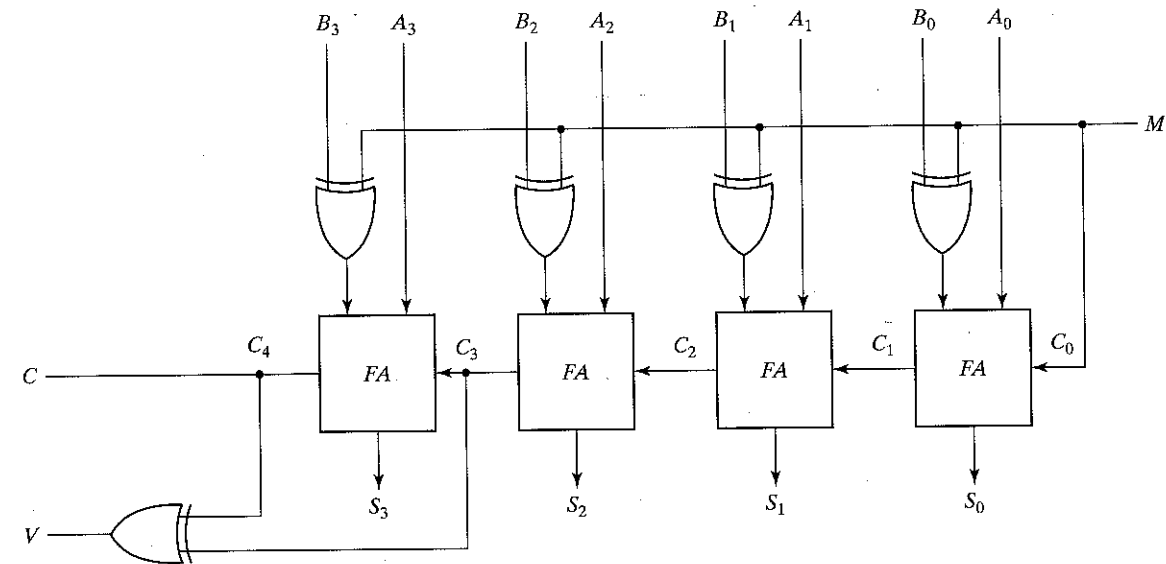 B₃ A₃ B₂ A₂ B₁ A₁ B₀ A₀
M
C₄ C₃ C₂ C₁ C₀
C FA FA FA FA
S₃ S₂ S₁ S₀
V